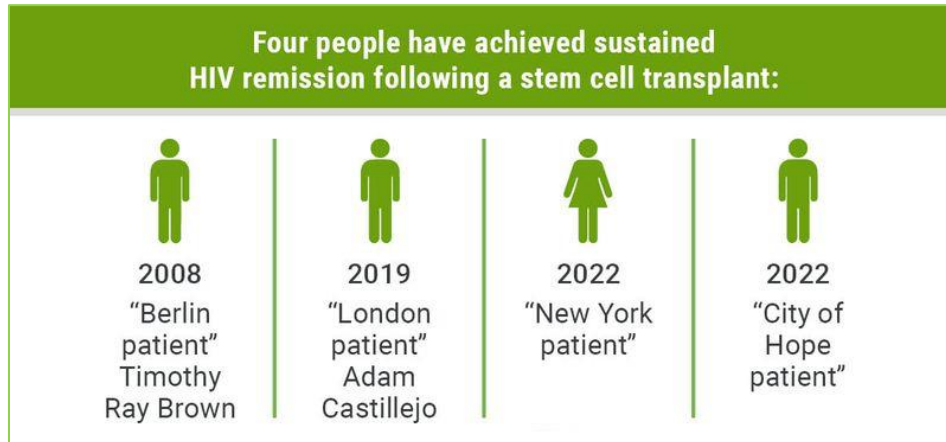 Four people have achieved sustained
HIV remission following a stem cell transplant:
2008
“Berlin
patient”
Timothy
Ray Brown
2019
“London
patient”
Adam
Castillejo
2022
“New York
patient”
2022
“City of
Hope
patient”